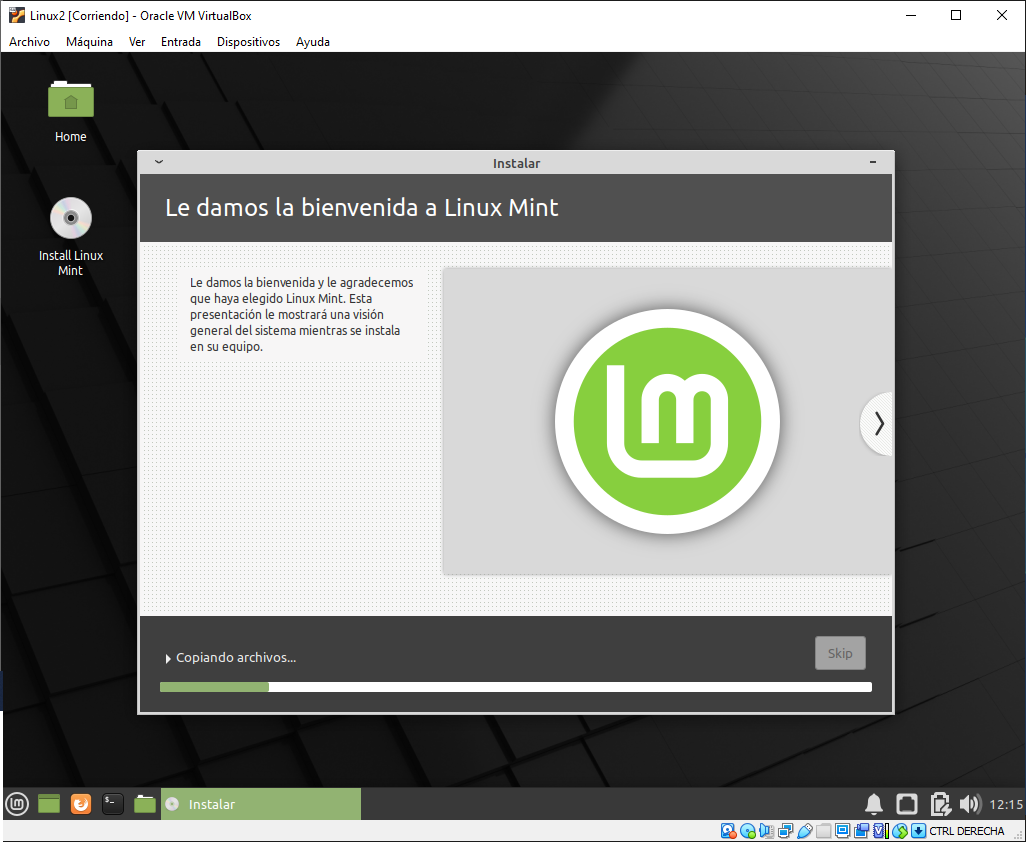 Linux2 [Corriendo] - Oracle VM VirtualBox
Archivo Máquina Ver Entrada Dispositivos Ayuda
Home
Install Linux
Mint
Instalar
Le damos la bienvenida a Linux Mint
Le damos la bienvenida y le agradecemos
que haya elegido Linux Mint. Esta
presentación le mostrará una visión
general del sistema mientras se instala
en su equipo.
Copiando archivos...
Skip
Instalar
12:15
CTRL DERECHA